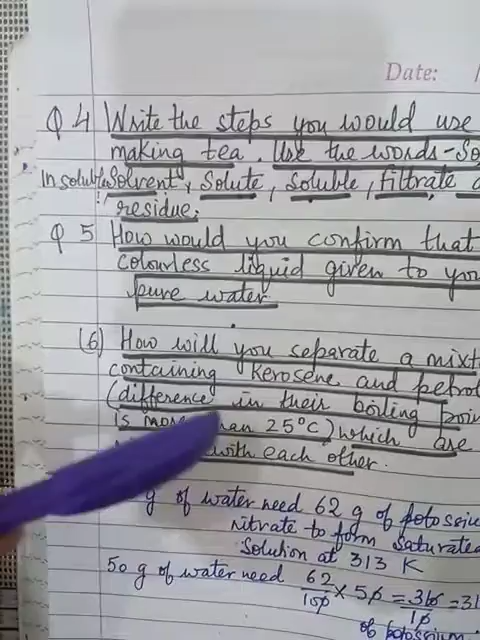 Date:
Q 4 Write the steps you would use
making tea. Use the words - So
insoluble Solvent, Solute, Soluble, filtrate
residue.
Q 5 How would you confirm that
colourless liquid given to you
pure water
(6) How will you separate a mixt
containing Kerosene and petrol
(difference in their boiling poin
is more than 25°C) which are
with each other.
g of water need 62 g of potassiu
nitrate to form saturated
Solution at 313 K
50 g of water need 62/100 × 50 = 310/10 = 31
of potassium